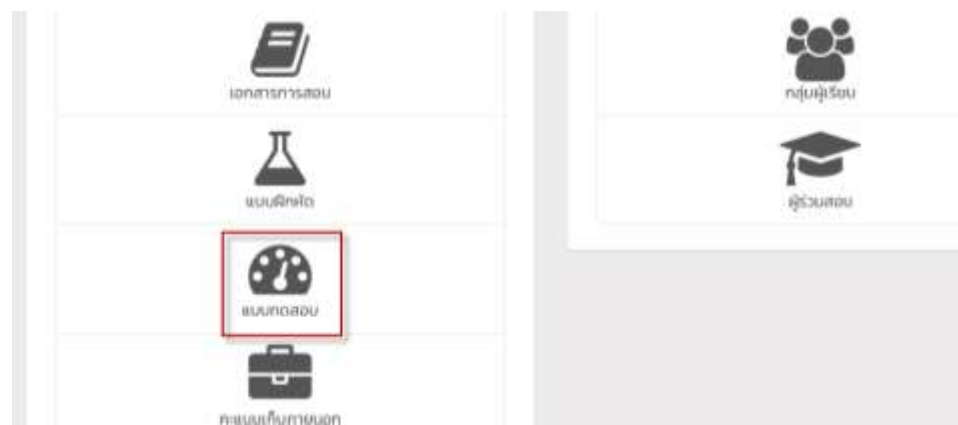 เอกสารการสอน
แบบฝึกหัด
แบบทดสอบ
คะแนนเก็บภายนอก
กลุ่มผู้เรียน
ผู้ร่วมสอน